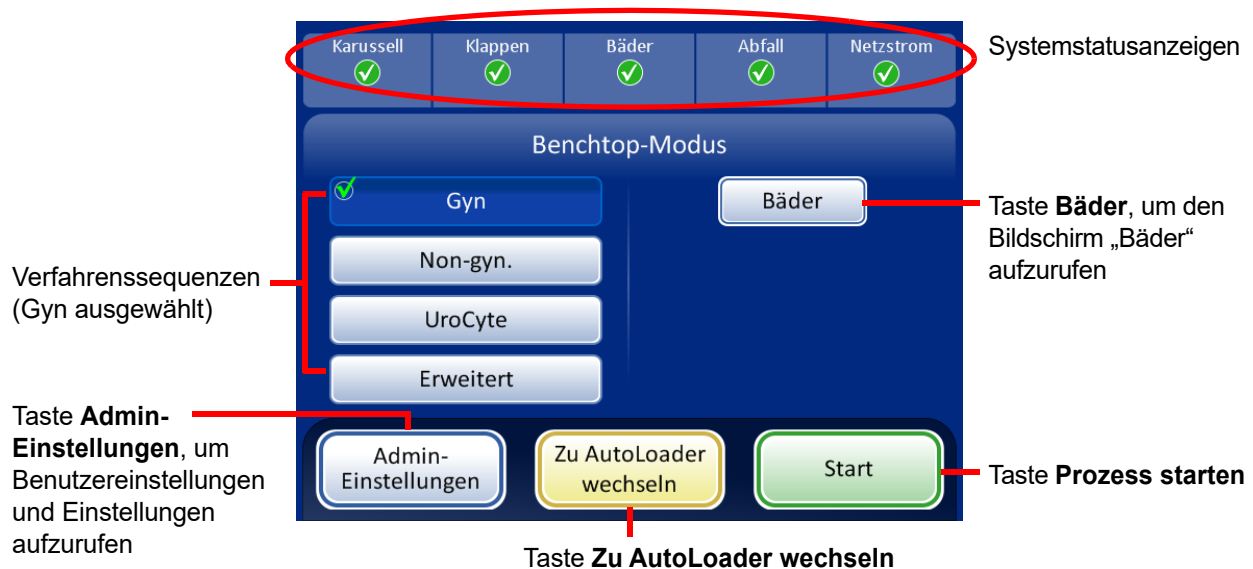 Karussell
Klappen
Bäder
Abfall
Netzstrom
Systemstatusanzeigen
Benchtop-Modus
Gyn
Non-gyn.
UroCyte
Erweitert
Bäder
Taste Bäder, um den
Bildschirm „Bäder“
aufzurufen
Verfahrenssequenzen
(Gyn ausgewählt)
Taste Admin-
Einstellungen, um
Benutzereinstellungen
und Einstellungen
aufzurufen
Admin-
Einstellungen
Zu AutoLoader
wechseln
Start
Taste Prozess starten
Taste Zu AutoLoader wechseln